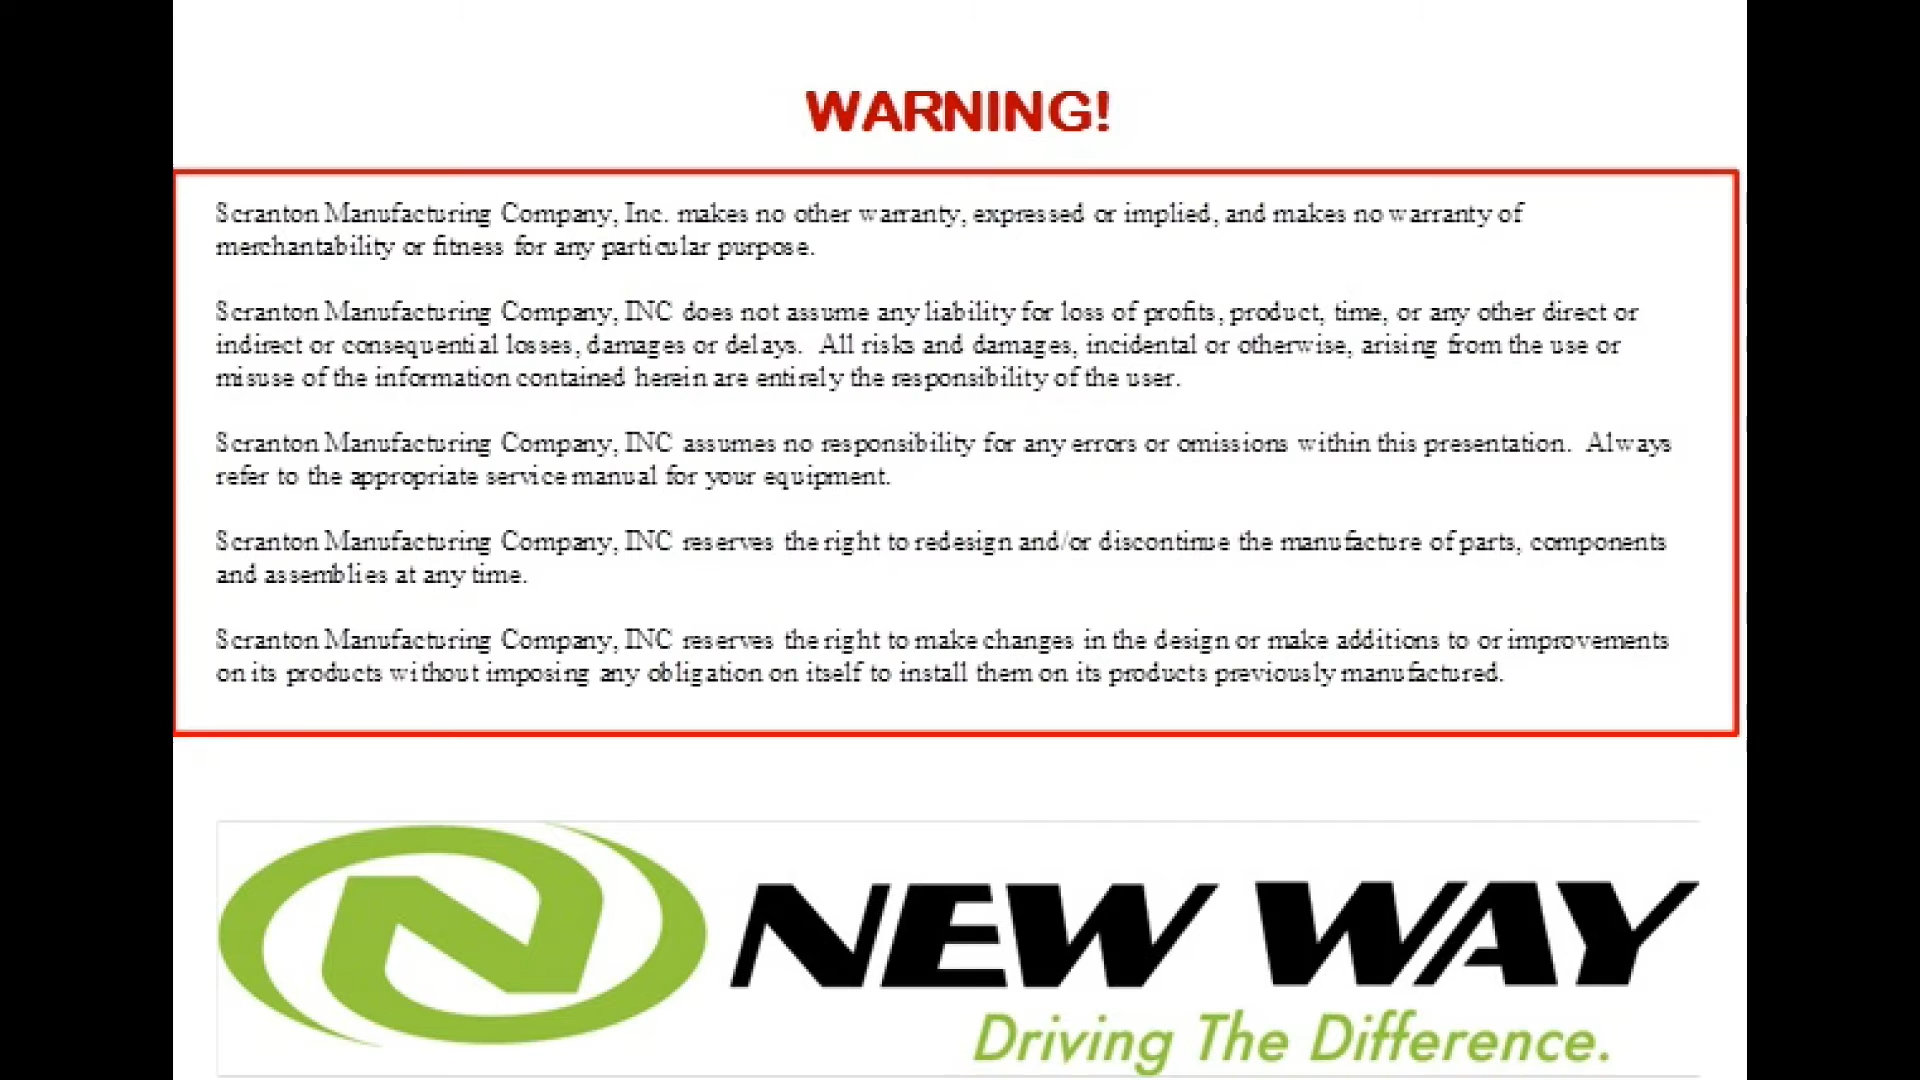 WARNING!
Scranton Manufacturing Company, Inc. makes no other warranty, expressed or implied, and makes no warranty of
merchantability or fitness for any particular purpose.
Scranton Manufacturing Company, INC does not assume any liability for loss of profits, product, time, or any other direct or
indirect or consequential losses, damages or delays. All risks and damages, incidental or otherwise, arising from the use or
misuse of the information contained herein are entirely the responsibility of the user.
Scranton Manufacturing Company, INC assumes no responsibility for any errors or omissions within this presentation. Always
refer to the appropriate service manual for your equipment.
Scranton Manufacturing Company, INC reserves the right to redesign and/or discontinue the manufacture of parts, components
and assemblies at any time.
Scranton Manufacturing Company, INC reserves the right to make changes in the design or make additions to or improvements
on its products without imposing any obligation on itself to install them on its products previously manufactured.
NEW WAY
Driving The Difference.